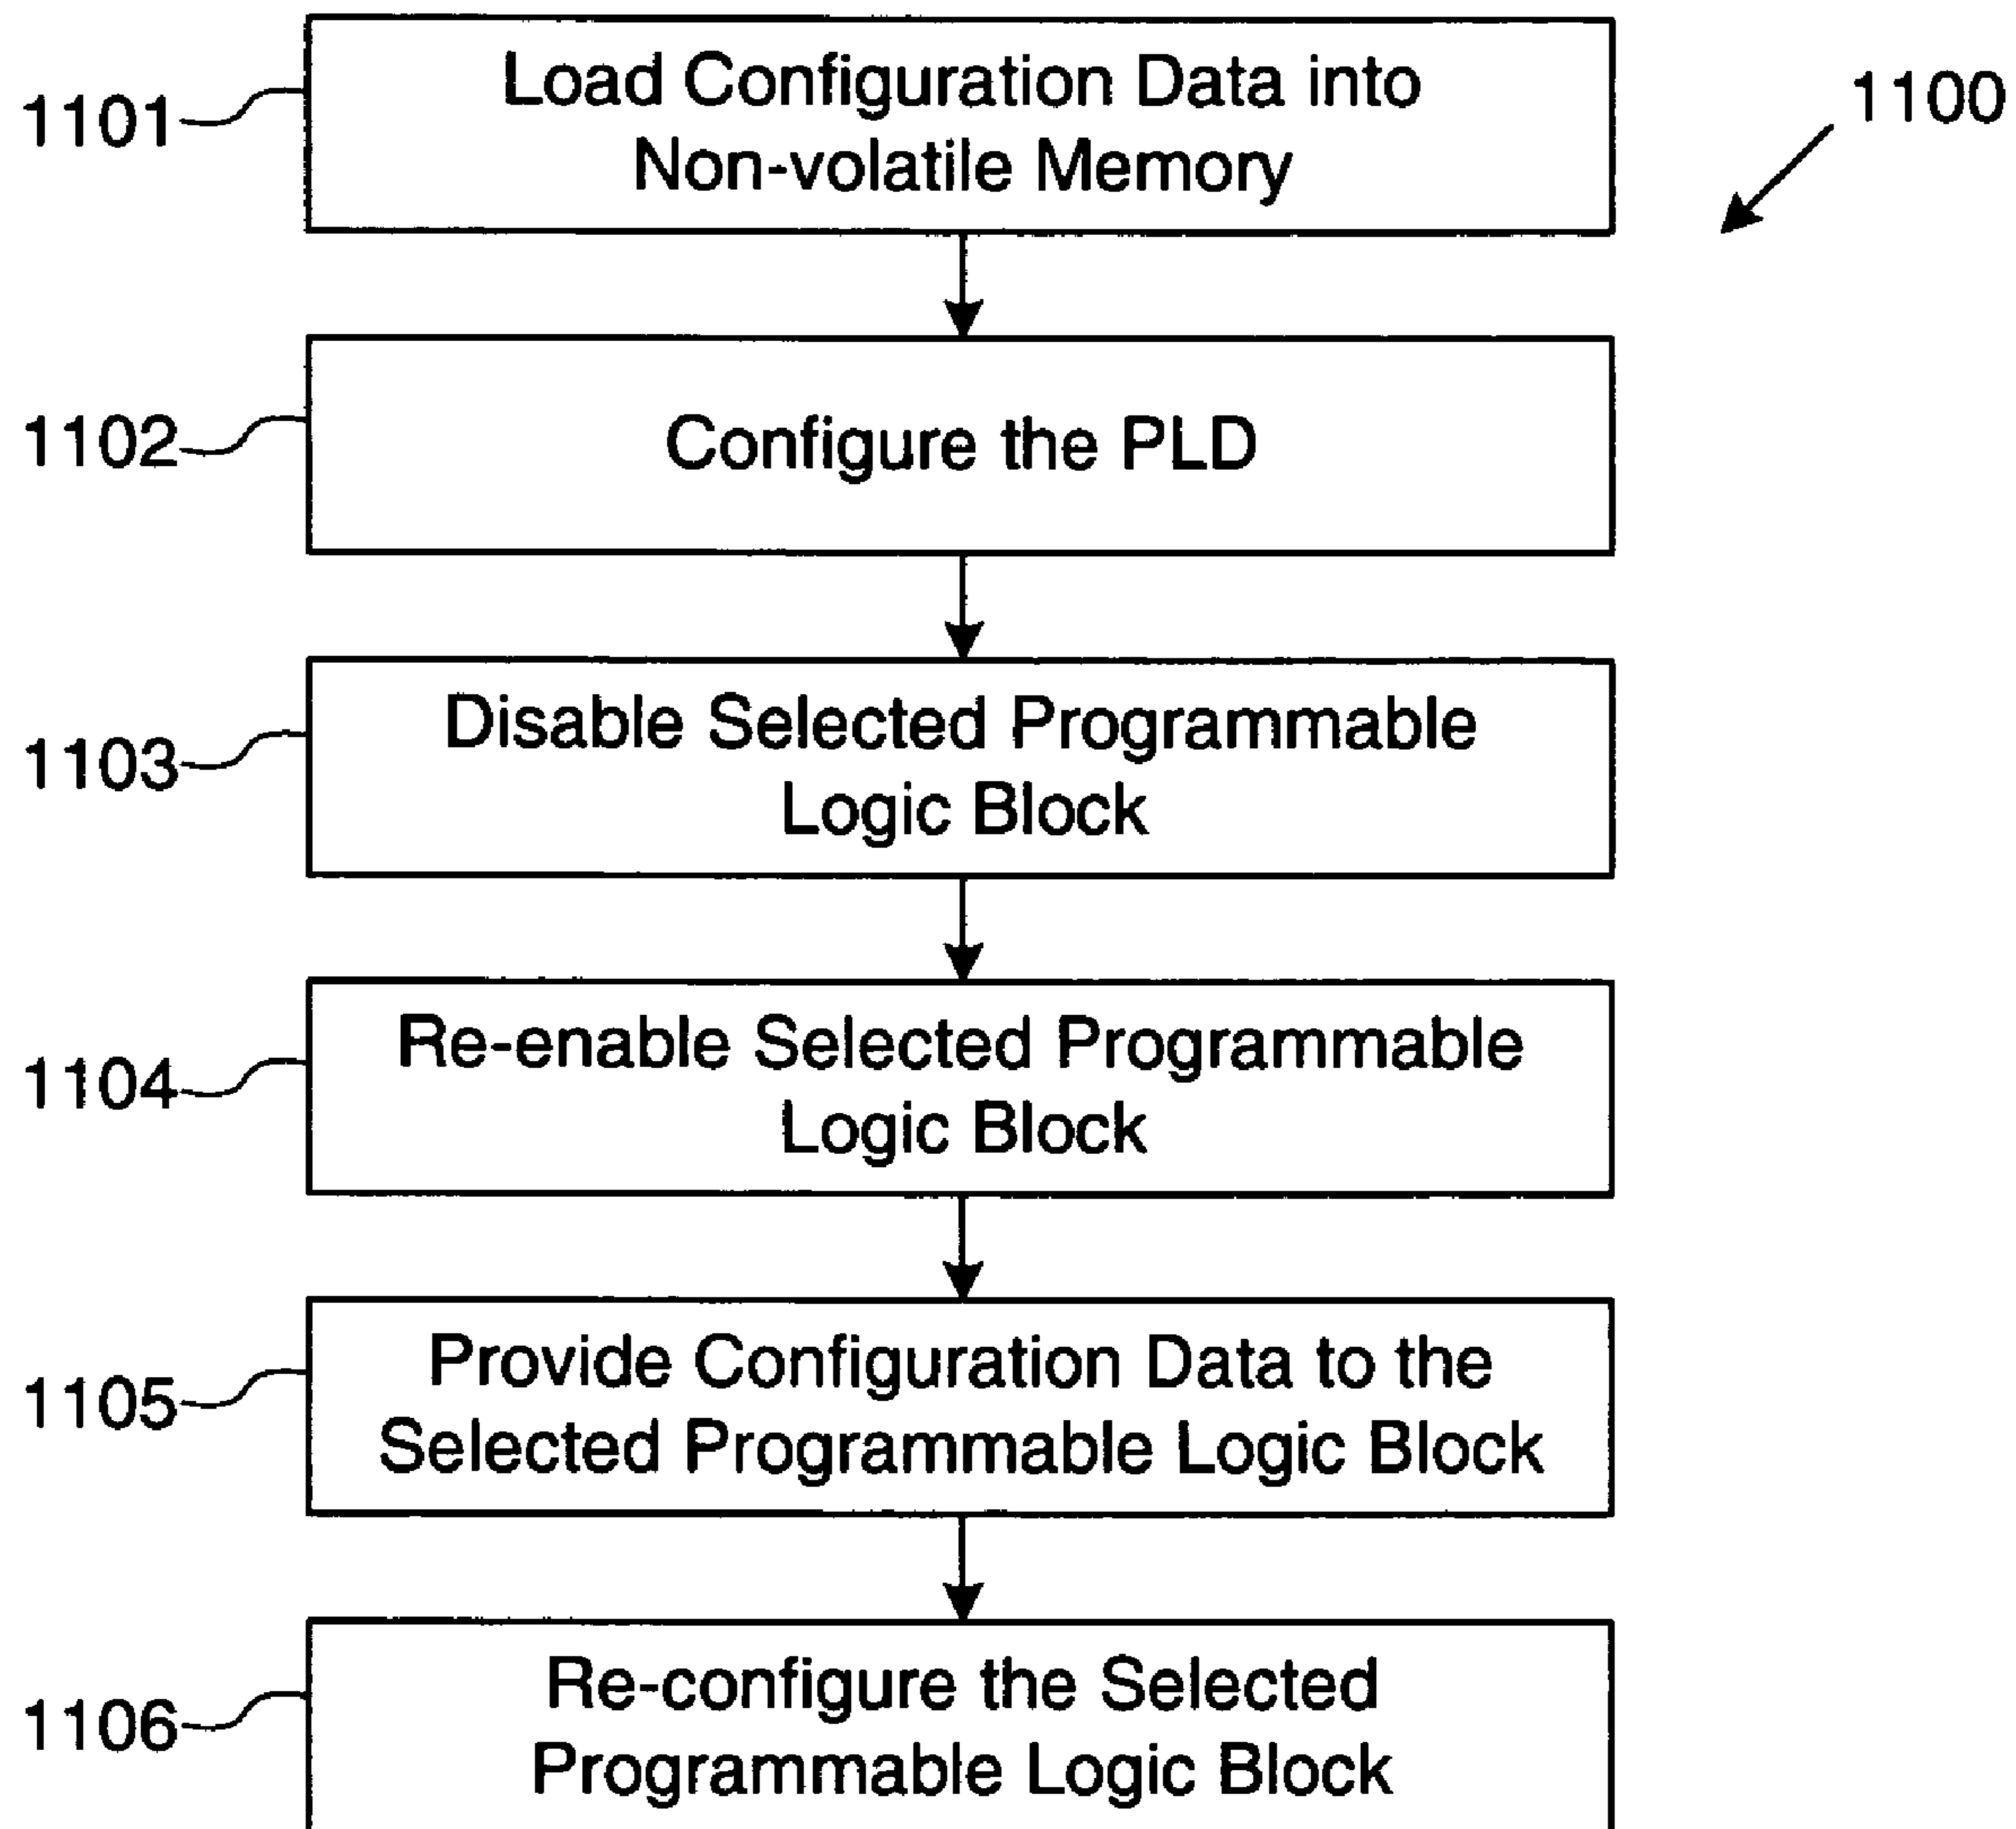 1100
1101
Load Configuration Data into
Non-volatile Memory
1102
Configure the PLD
1103
Disable Selected Programmable
Logic Block
1104
Re-enable Selected Programmable
Logic Block
1105
Provide Configuration Data to the
Selected Programmable Logic Block
1106
Re-configure the Selected
Programmable Logic Block